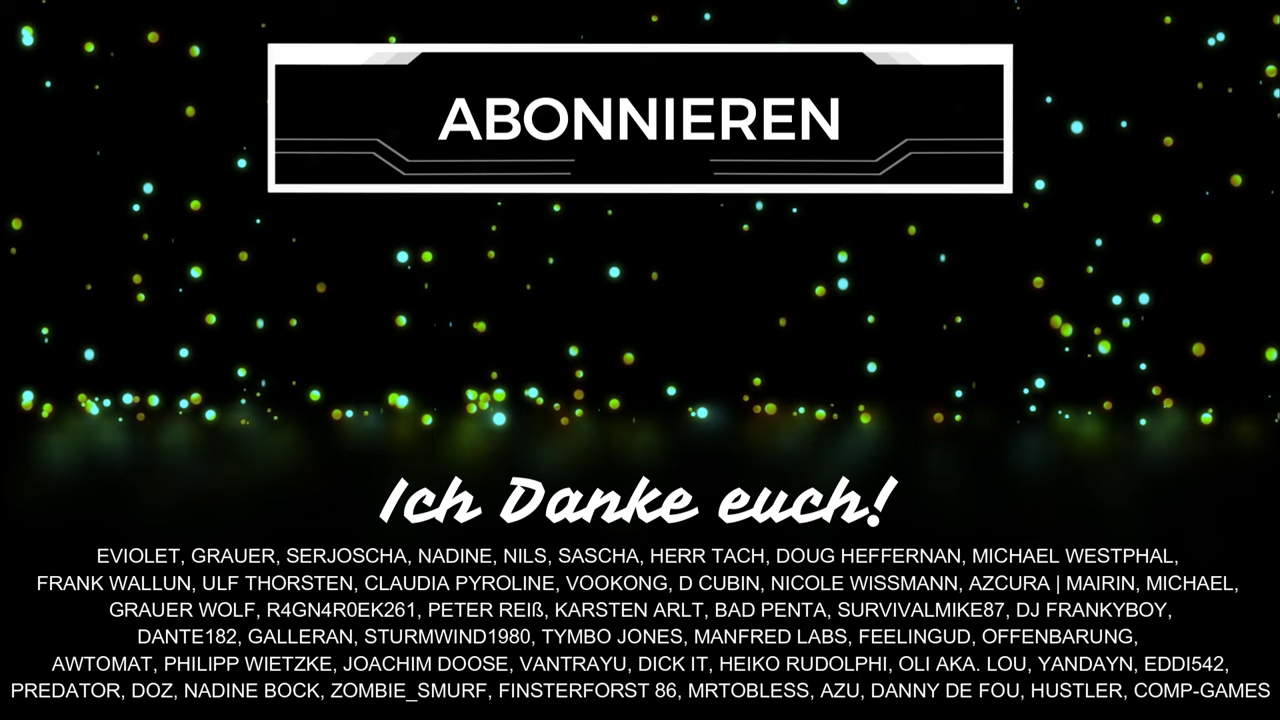 ABONNIEREN
Ich Danke euch!
EVIOLET, GRAUER, SERJOSCHA, NADINE, NILS, SASCHA, HERR TACH, DOUG HEFFERNAN, MICHAEL WESTPHAL,
FRANK WALLUN, ULF THORSTEN, CLAUDIA PYROLINE, VOOKONG, D CUBIN, NICOLE WISSMANN, AZCURA | MAIRIN, MICHAEL,
GRAUER WOLF, R4GN4R0EK261, PETER REIß, KARSTEN ARLT, BAD PENTA, SURVIVALMIKE87, DJ FRANKYBOY,
DANTE182, GALLERAN, STURMWIND1980, TYMBO JONES, MANFRED LABS, FEELINGUD, OFFENBARUNG,
AWTOMAT, PHILIPP WIETZKE, JOACHIM DOOSE, VANTRAYU, DICK IT, HEIKO RUDOLPHI, OLI AKA. LOU, YANDAYN, EDDI542,
PREDATOR, DOZ, NADINE BOCK, ZOMBIE_SMURF, FINSTERFORST 86, MRTOBLESS, AZU, DANNY DE FOU, HUSTLER, COMP-GAMES